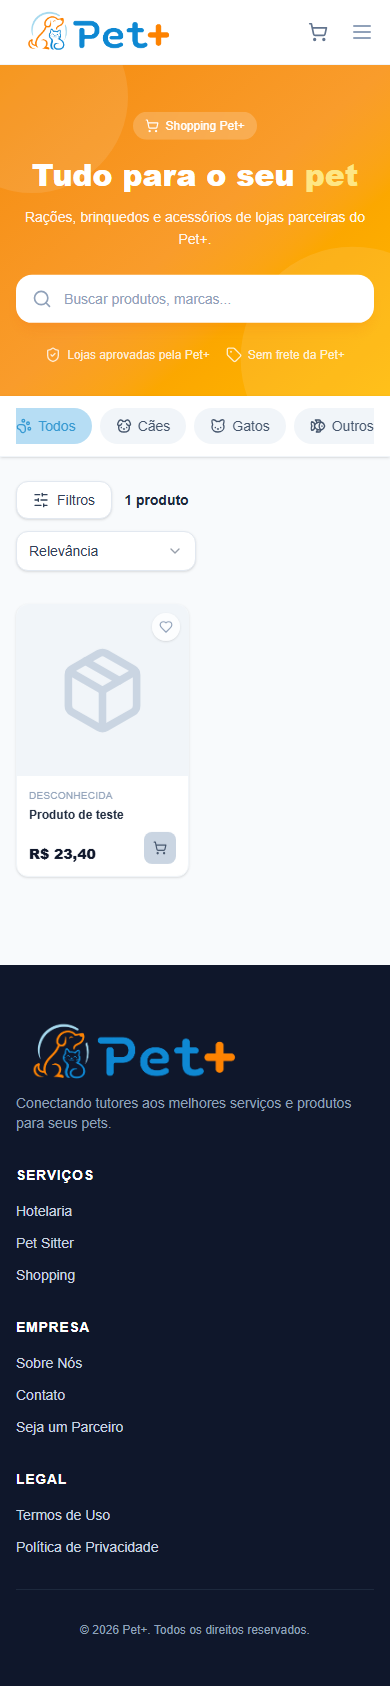 Pet+
Shopping Pet+
Tudo para o seu pet
Rações, brinquedos e acessórios de lojas parceiras do
Pet+.
Buscar produtos, marcas...
Lojas aprovadas pela Pet+
Sem frete da Pet+
Todos
Cães
Gatos
Outros
Filtros
1 produto
Relevância
DESCONHECIDA
Produto de teste
R$ 23,40
Pet+
Conectando tutores aos melhores serviços e produtos
para seus pets.
SERVIÇOS
Hotelaria
Pet Sitter
Shopping
EMPRESA
Sobre Nós
Contato
Seja um Parceiro
LEGAL
Termos de Uso
Política de Privacidade
© 2026 Pet+. Todos os direitos reservados.